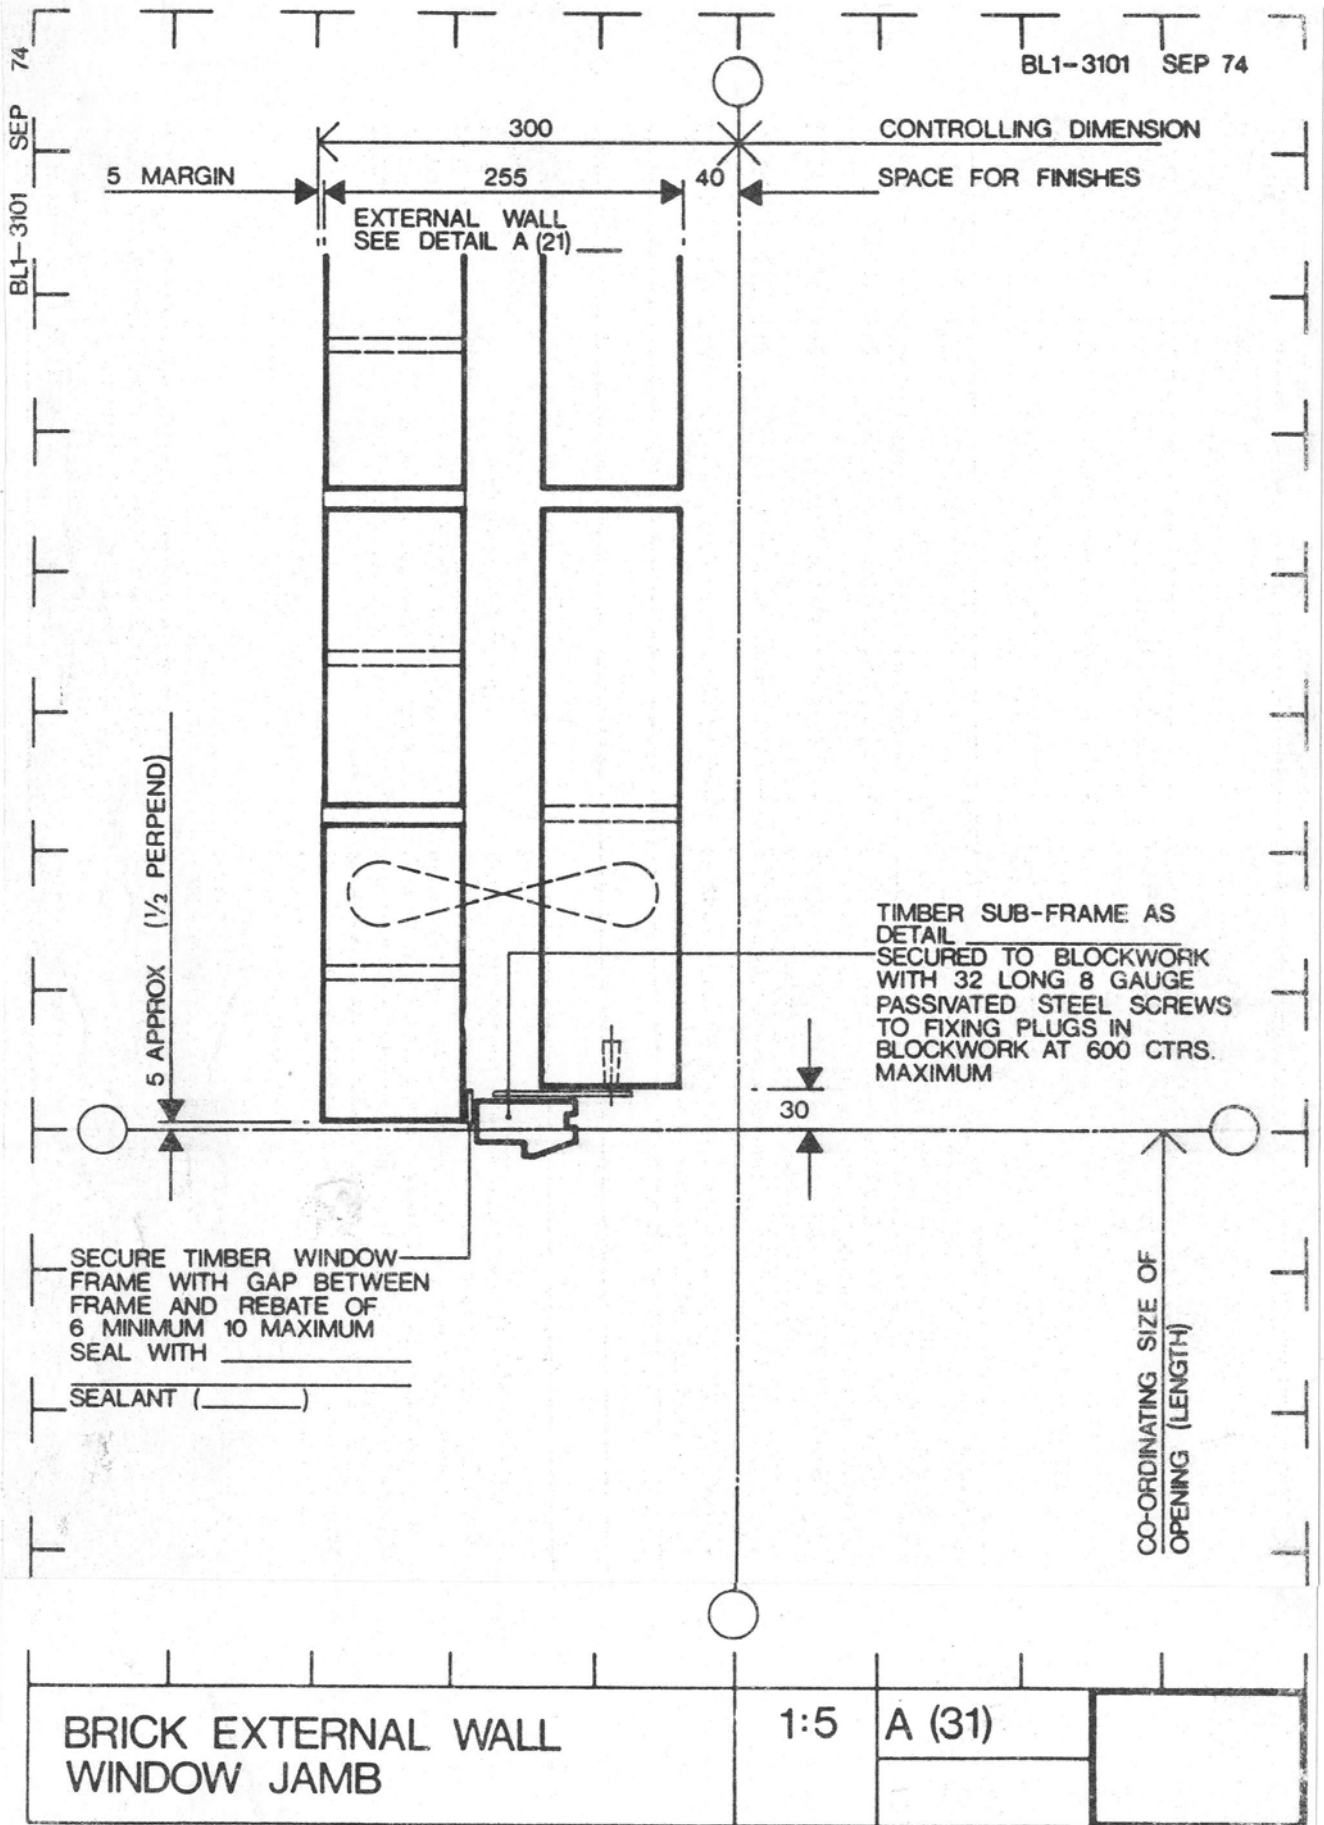 BL1-3101 SEP 74
BL1-3101 SEP 74
300
CONTROLLING DIMENSION
5 MARGIN
255
40
SPACE FOR FINISHES
EXTERNAL WALL
SEE DETAIL A (21)
5 APPROX (½ PERPEND)
TIMBER SUB-FRAME AS
DETAIL
SECURED TO BLOCKWORK
WITH 32 LONG 8 GAUGE
PASSIVATED STEEL SCREWS
TO FIXING PLUGS IN
BLOCKWORK AT 600 CTRS.
MAXIMUM
30
SECURE TIMBER WINDOW
FRAME WITH GAP BETWEEN
FRAME AND REBATE OF
6 MINIMUM 10 MAXIMUM
SEAL WITH
SEALANT ( )
CO-ORDINATING SIZE OF
OPENING (LENGTH)
BRICK EXTERNAL WALL
WINDOW JAMB
1:5
A (31)